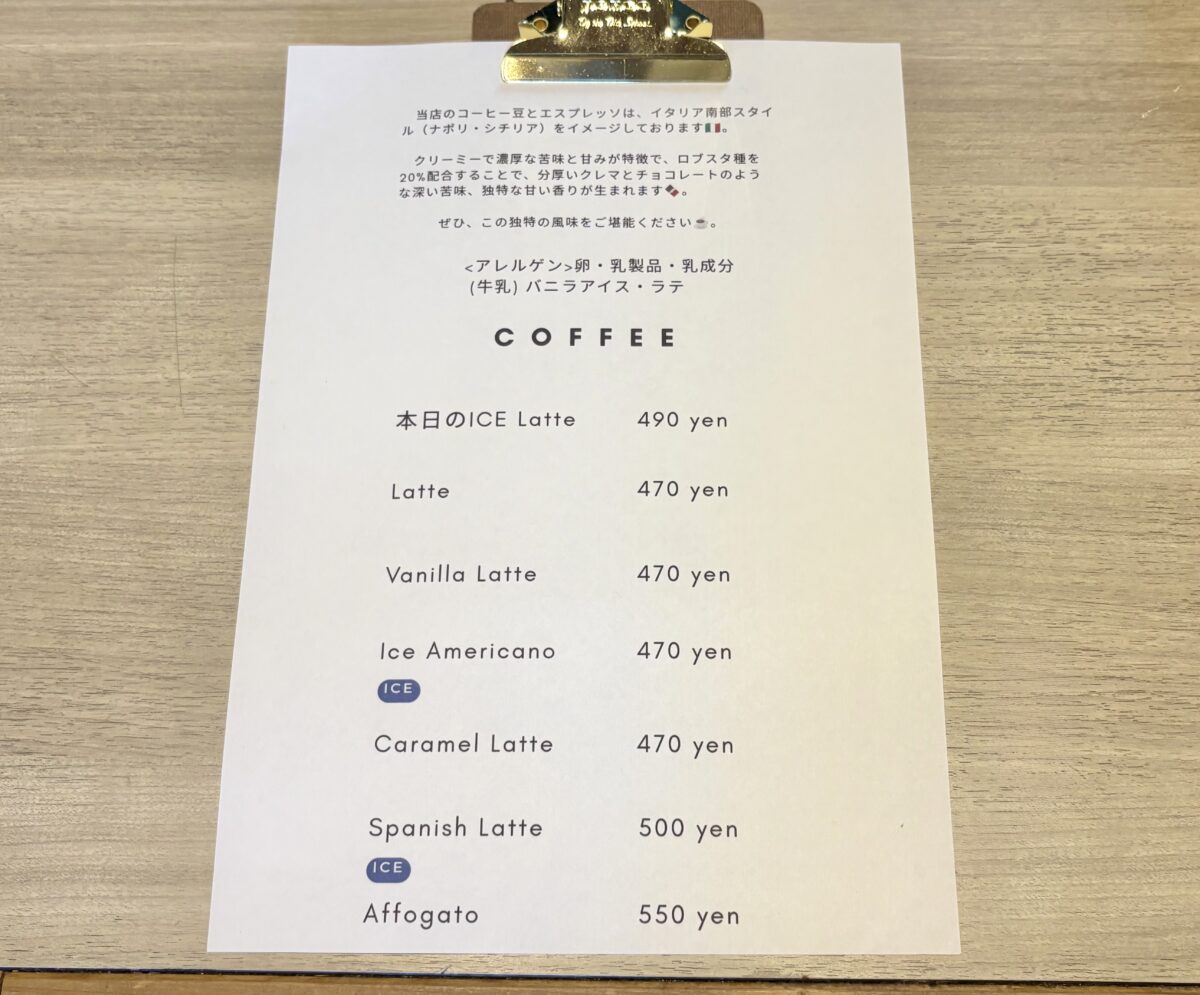 当店のコーヒー豆とエスプレッソは、イタリア南部スタイ
ル（ナポリ・シチリア）をイメージしております🇮🇹。
クリーミーで濃厚な苦味と甘みが特徴で、ロブスタ種を
20%配合することで、分厚いクレマとチョコレートのよう
な深い苦味、独特な甘い香りが生まれます🍫。
ぜひ、この独特の風味をご堪能ください☕。
<アレルゲン>卵・乳製品・乳成分
(牛乳) バニラアイス・ラテ
COFFEE
本日のICE Latte 490 yen
Latte 470 yen
Vanilla Latte 470 yen
Ice Americano 470 yen
ICE
Caramel Latte 470 yen
Spanish Latte 500 yen
ICE
Affogato 550 yen